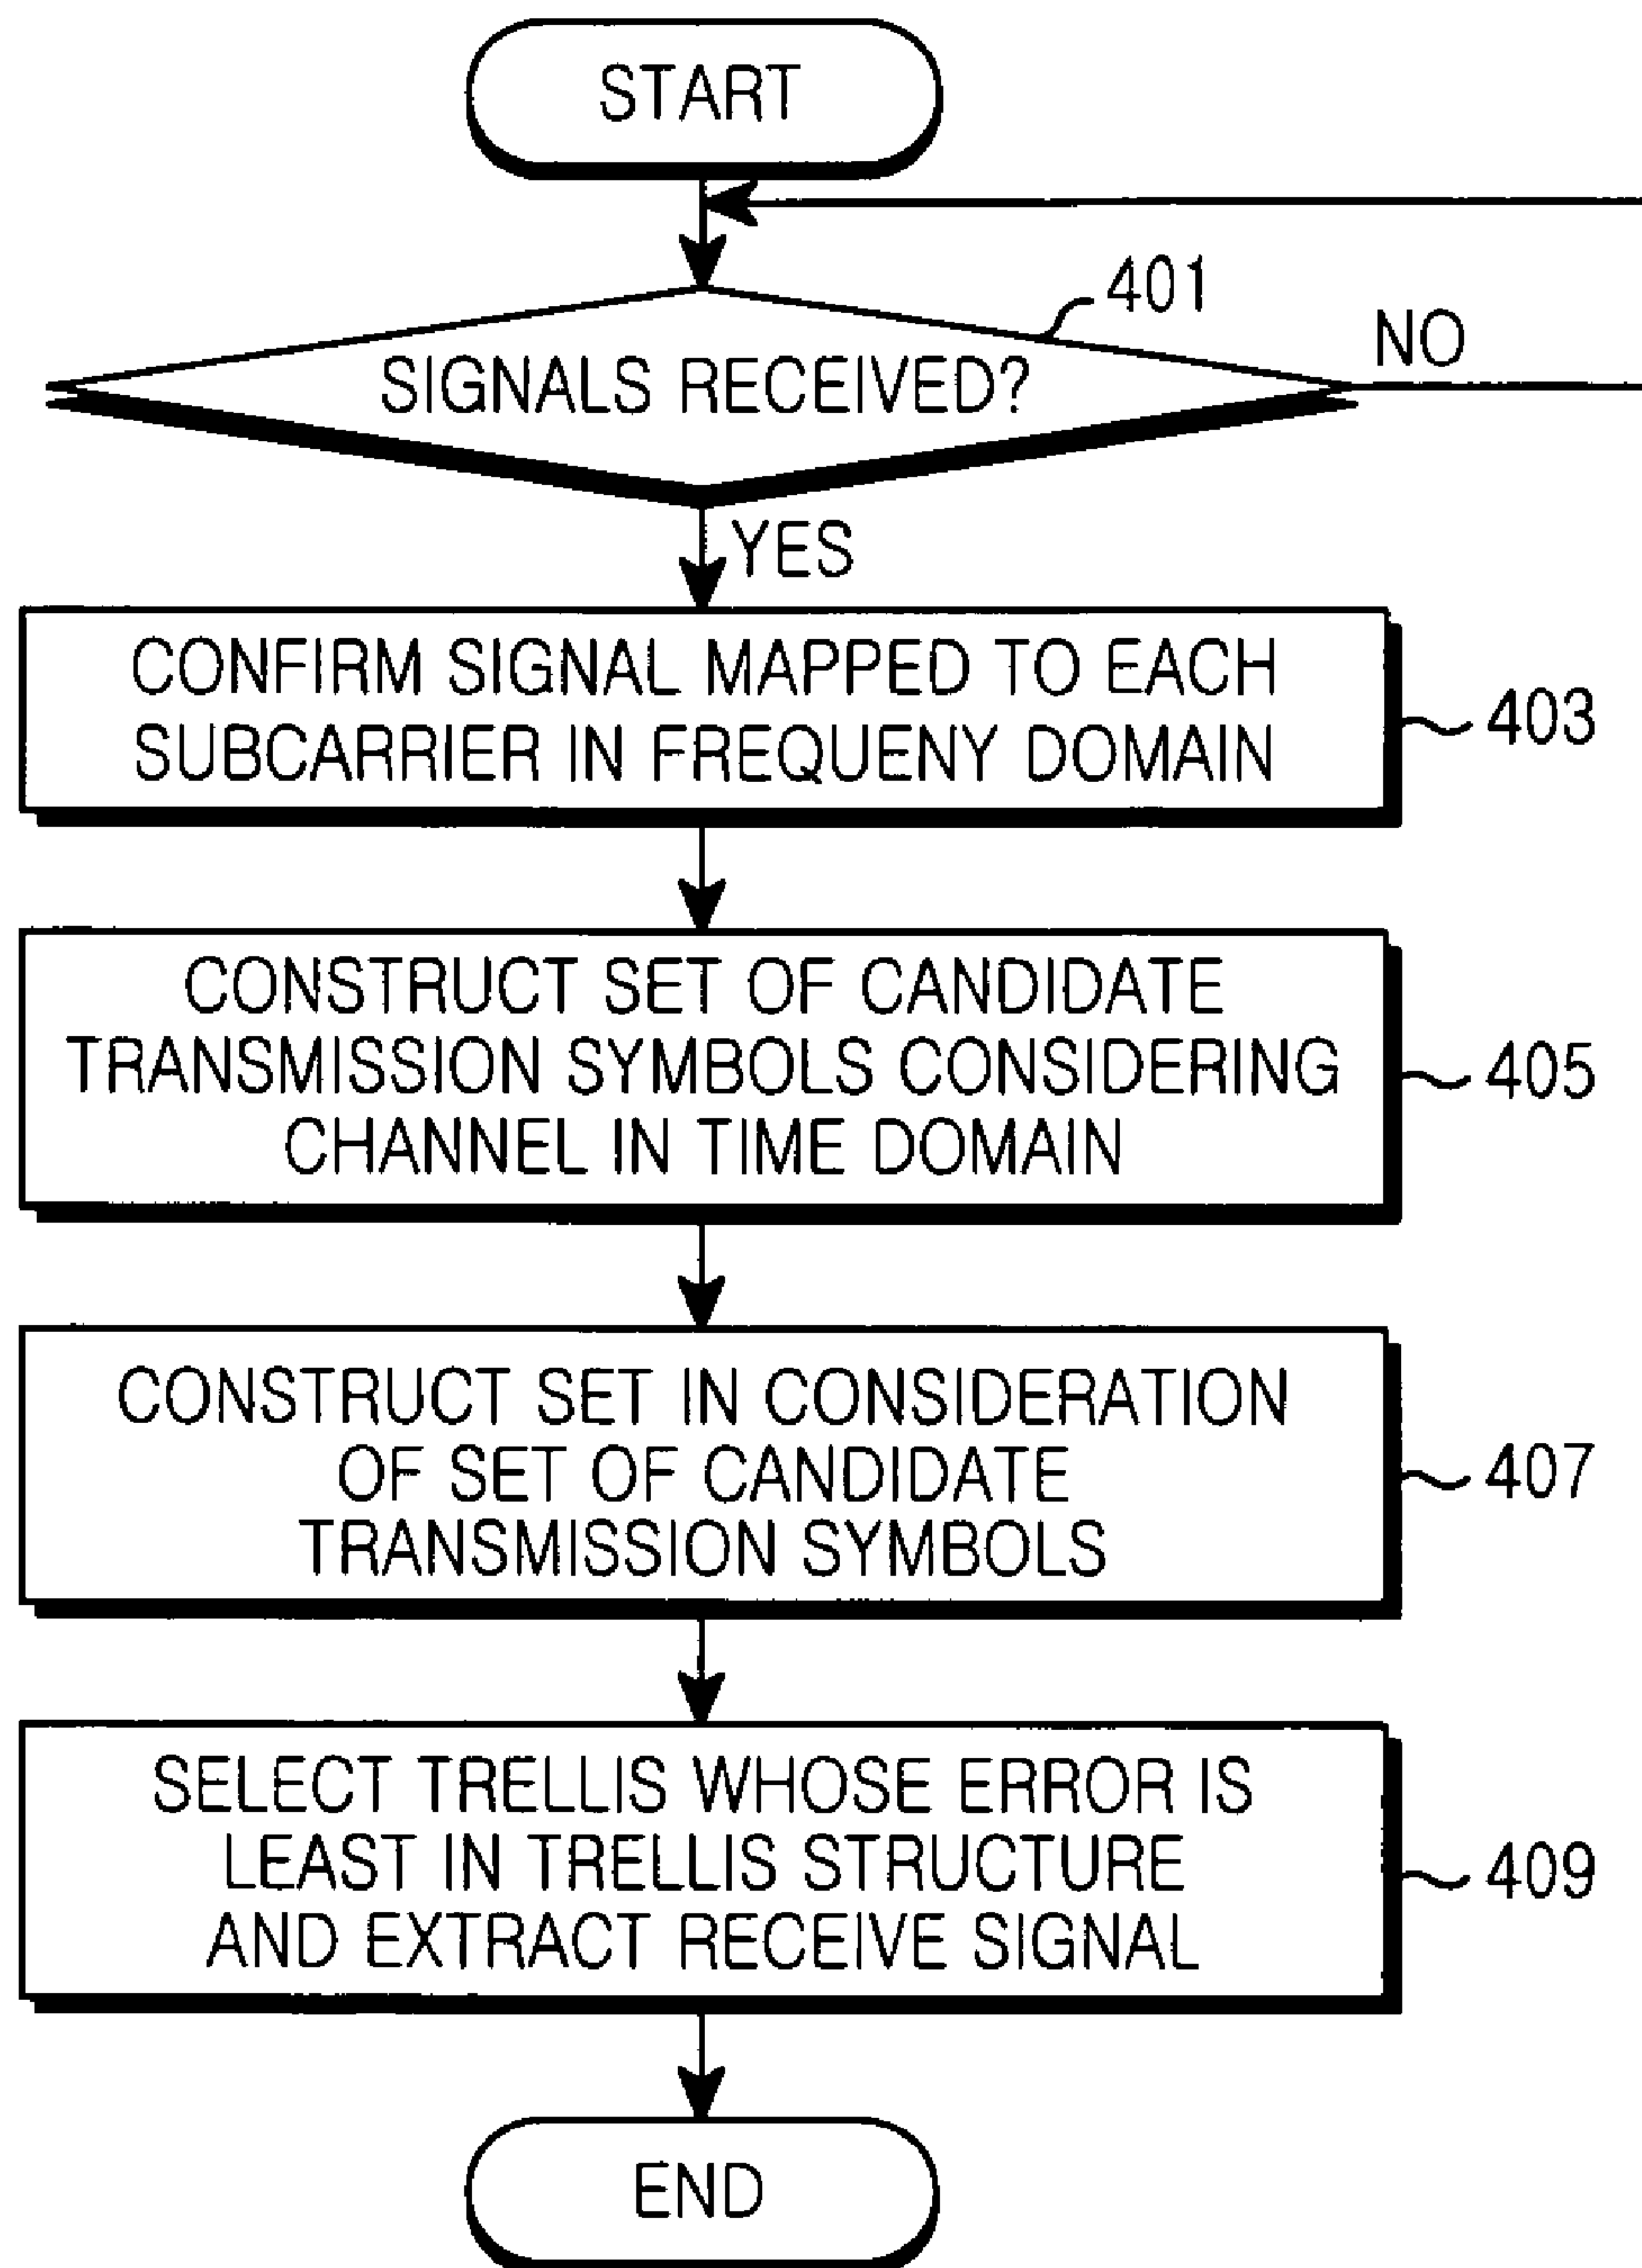 START
401
SIGNALS RECEIVED?
NO
YES
CONFIRM SIGNAL MAPPED TO EACH
SUBCARRIER IN FREQUENY DOMAIN
403
CONSTRUCT SET OF CANDIDATE
TRANSMISSION SYMBOLS CONSIDERING
CHANNEL IN TIME DOMAIN
405
CONSTRUCT SET IN CONSIDERATION
OF SET OF CANDIDATE
TRANSMISSION SYMBOLS
407
SELECT TRELLIS WHOSE ERROR IS
LEAST IN TRELLIS STRUCTURE
AND EXTRACT RECEIVE SIGNAL
409
END